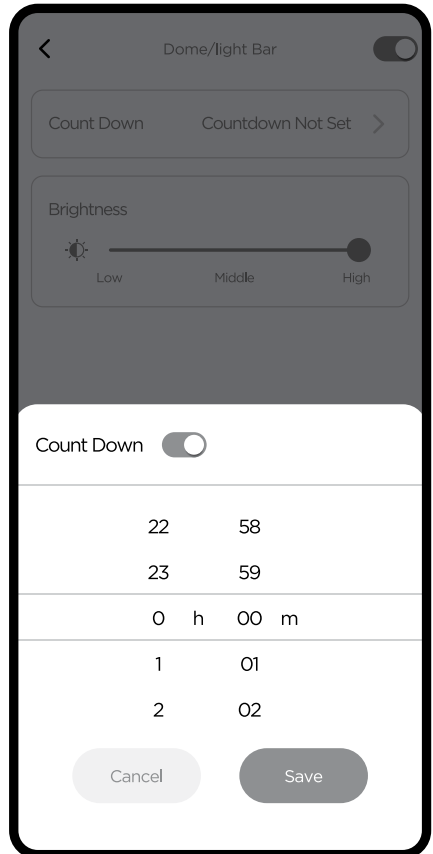 Dome/light Bar
Count Down Countdown Not Set
Brightness
Low Middle High
Count Down
22 58
23 59
0 h 00 m
1 01
2 02
Cancel Save